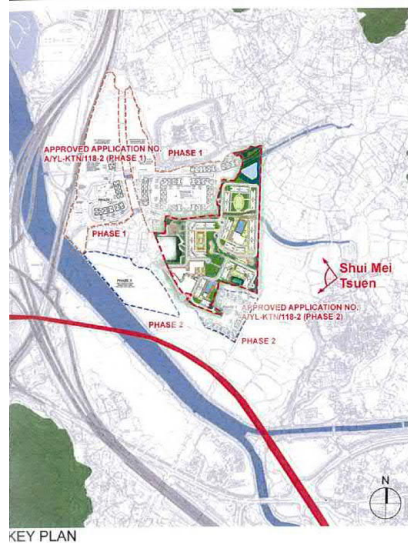 APPROVED APPLICATION NO.
A/YL-KTN/118-2 (PHASE 1)
PHASE 1
PHASE 1
Shui Mei
Tsuen
APPROVED APPLICATION NO.
A/YL-KTN/118-2 (PHASE 2)
PHASE 2
PHASE 2
N
KEY PLAN